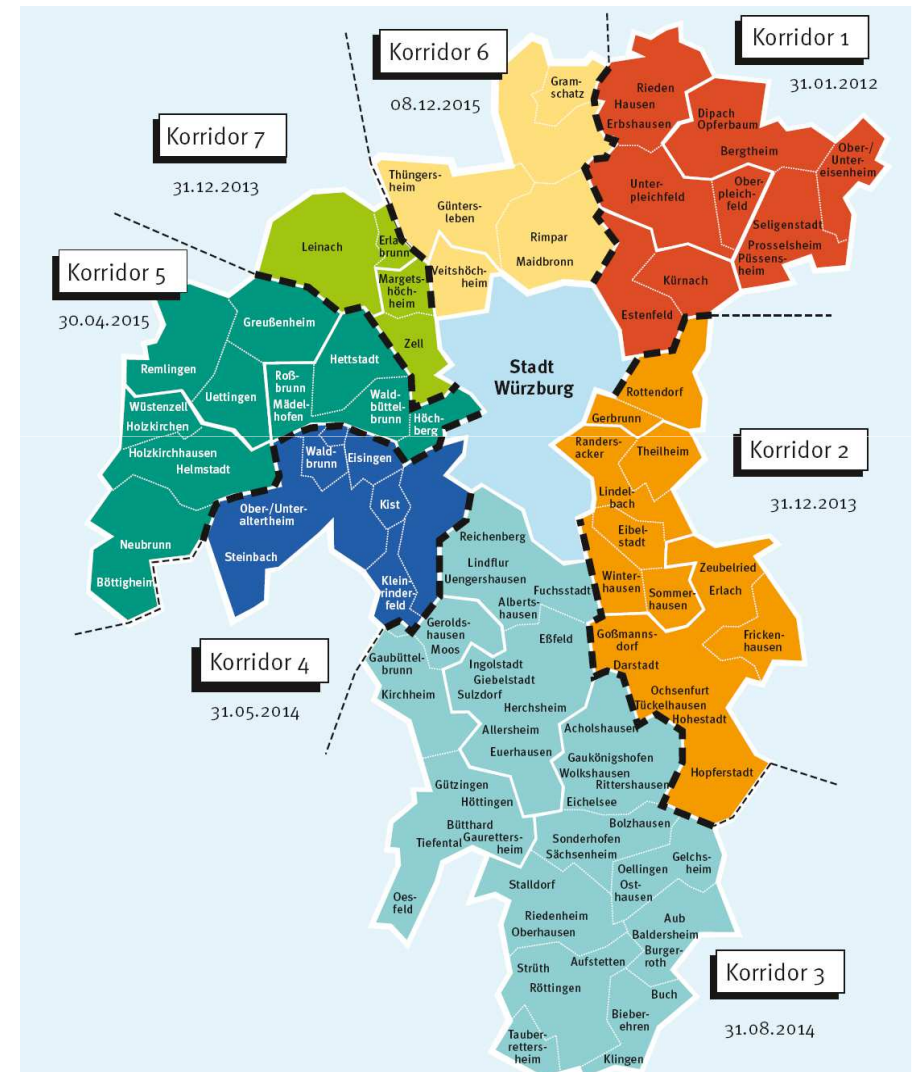 Korridor 6
08.12.2015
Korridor 1
31.01.2012
Korridor 7
31.12.2013
Korridor 5
30.04.2015
Korridor 2
31.12.2013
Korridor 4
31.05.2014
Korridor 3
31.08.2014
Stadt
Würzburg
Gram-
schatz
Thüngers-
heim
Günters-
leben
Rimpar
Maidbronn
Veitshöch-
heim
Rieden
Hausen
Erbshausen
Dipach
Opferbaum
Bergtheim
Ober-/
Unter-
eisenheim
Unter-
pleichfeld
Ober-
pleich-
feld
Seligenstadt
Prosselsheim
Püssens-
heim
Kürnach
Estenfeld
Leinach
Erla-
brunn
Margets-
höch-
heim
Zell
Greußenheim
Remlingen
Uettingen
Hettstadt
Roß-
brunn
Mädel-
hofen
Wald-
büttel-
brunn
Höch-
berg
Wüstenzell
Holzkirchen
Holzkirchhausen
Helmstadt
Neubrunn
Böttigheim
Wald-
brunn
Eisingen
Kist
Ober-/Unter-
altertheim
Steinbach
Klein-
rinder-
feld
Rottendorf
Gerbrunn
Randers-
acker
Theilheim
Lindel-
bach
Eibel-
stadt
Winter-
hausen
Sommer-
hausen
Zeubelried
Erlach
Fricken-
hausen
Goßmanns-
dorf
Darstadt
Ochsenfurt
Tückelhausen
Hohestadt
Hopferstadt
Reichenberg
Lindflur
Uengershausen
Fuchsstadt
Alberts-
hausen
Gerolds-
hausen
Moos
Eßfeld
Gaubüttel-
brunn
Kirchheim
Ingolstadt
Giebelstadt
Sulzdorf
Herchsheim
Allersheim
Euerhausen
Acholshausen
Gaukönigshofen
Wolkshausen
Rittershausen
Eichelsee
Gützingen
Höttingen
Bütthard
Tiefental
Gauretters-
heim
Oes-
feld
Bolzhausen
Sonderhofen
Sächsenheim
Gelchs-
heim
Oellingen
Ost-
hausen
Stalldorf
Riedenheim
Oberhausen
Aub
Baldersheim
Burger-
roth
Strüth
Aufstetten
Röttingen
Buch
Bieber-
ehren
Tauber-
retters-
heim
Klingen